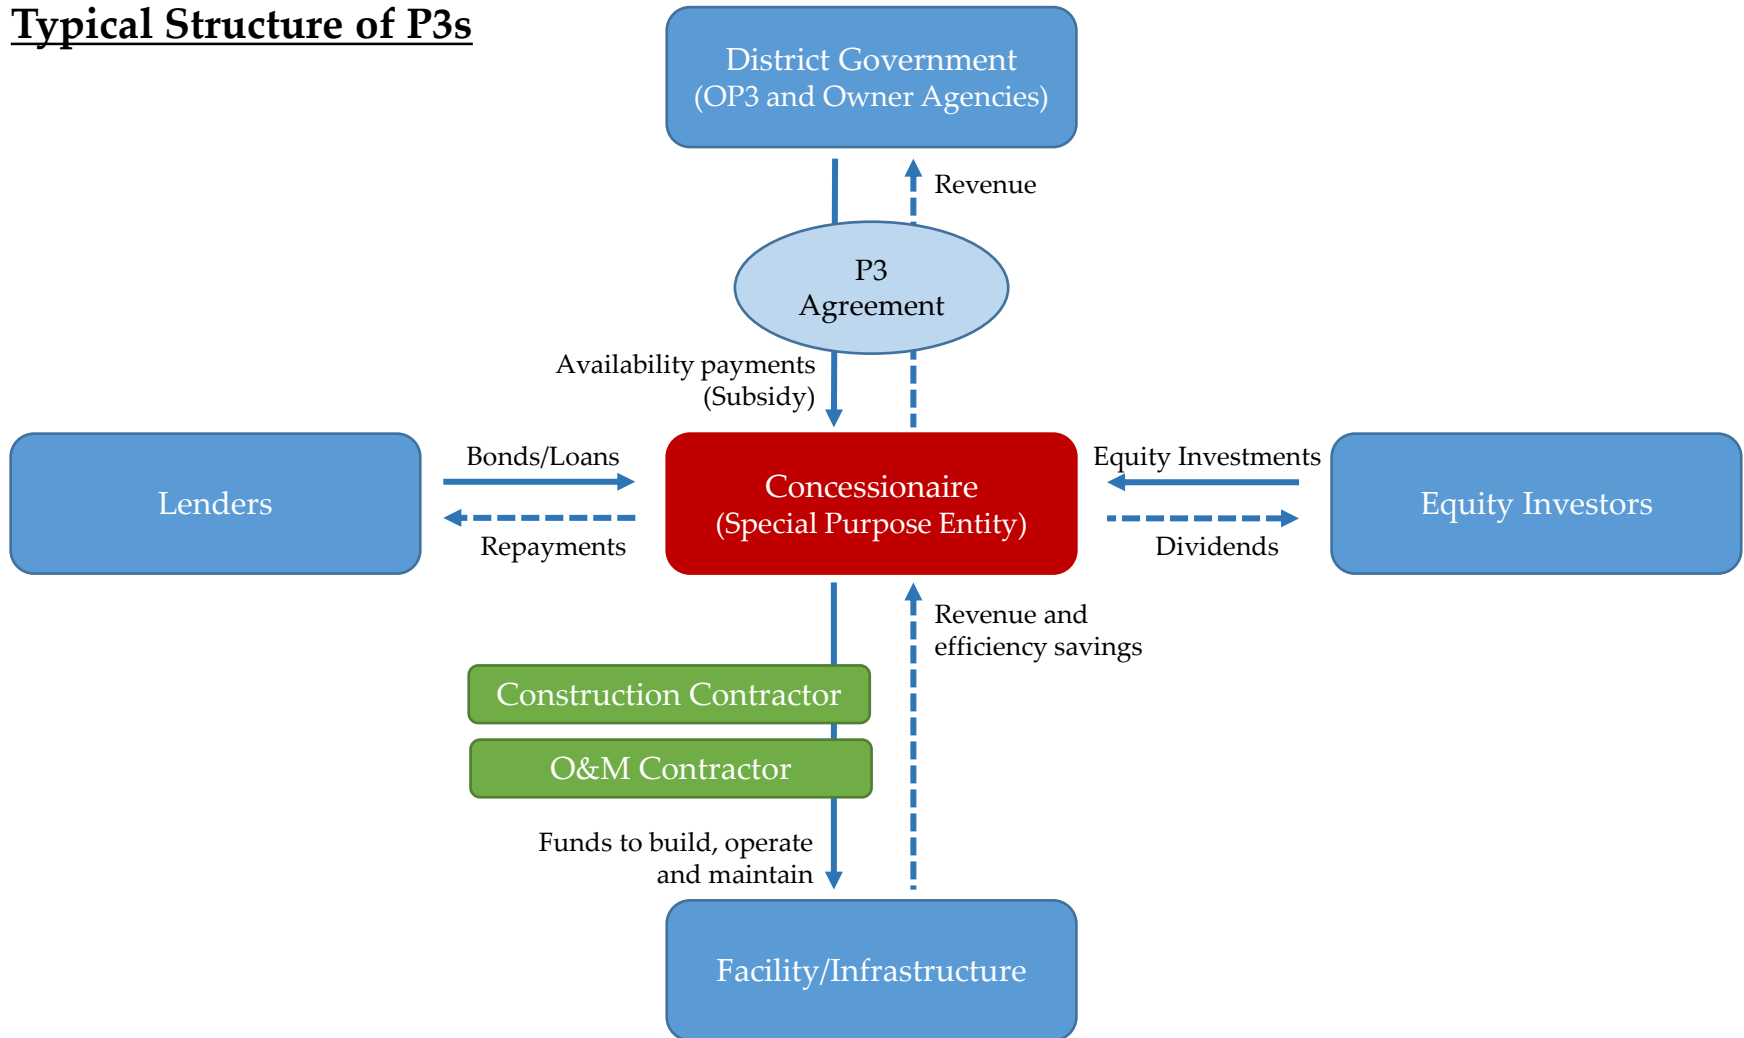 Typical Structure of P3s
District Government
(OP3 and Owner Agencies)
Revenue
P3
Agreement
Availability payments
(Subsidy)
Lenders
Bonds/Loans
Repayments
Concessionaire
(Special Purpose Entity)
Equity Investments
Dividends
Equity Investors
Revenue and
efficiency savings
Construction Contractor
O&M Contractor
Funds to build, operate
and maintain
Facility/Infrastructure